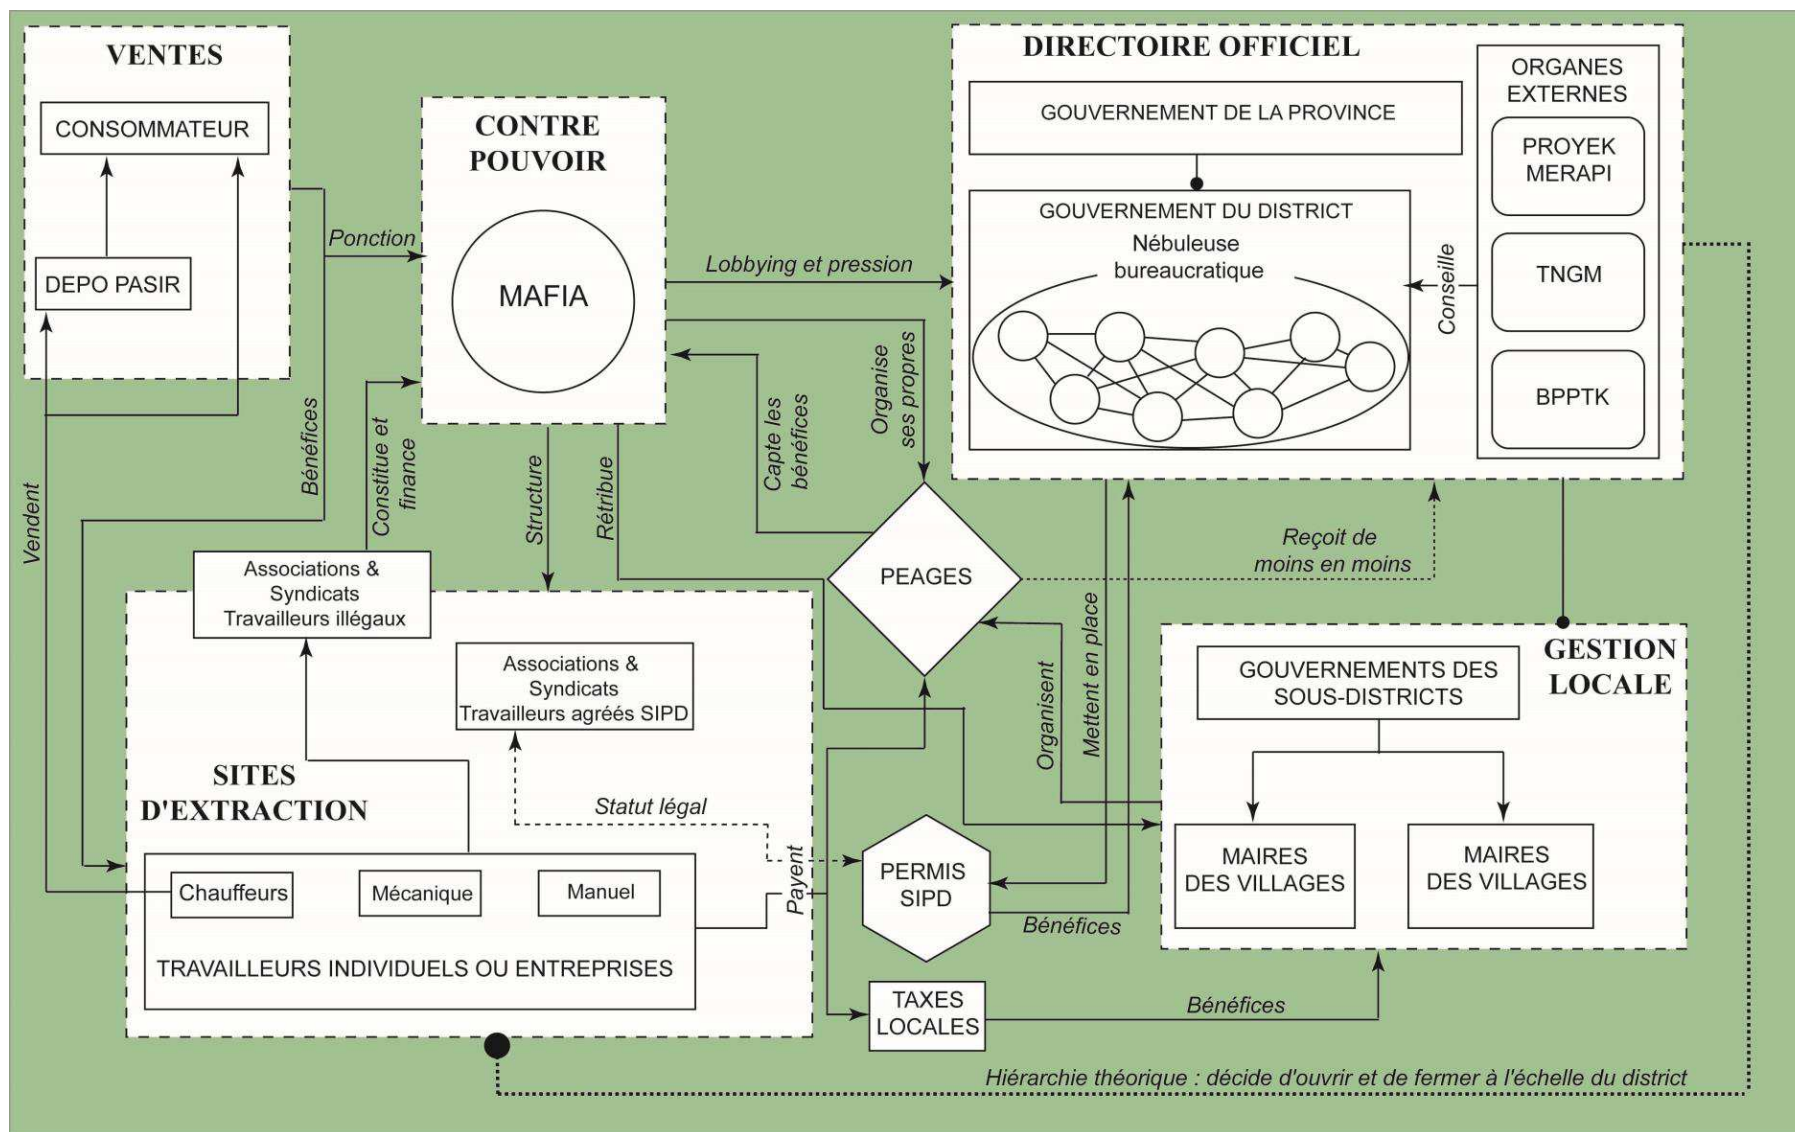 VENTES
CONSOMMATEUR
DEPO PASIR
Vendent
Bénéfices
Ponction
CONTRE
POUVOIR
MAFIA
Constitue et
finance
Structure
Rétribue
Capte les
bénéfices
Organise
ses propres
Lobbying et pression
DIRECTOIRE OFFICIEL
GOUVERNEMENT DE LA PROVINCE
GOUVERNEMENT DU DISTRICT
Nébuleuse
bureaucratique
Conseille
ORGANES
EXTERNES
PROYEK
MERAPI
TNGM
BPPTK
PEAGES
Reçoit de
moins en moins
Mettent en place
Organisent
Associations &
Syndicats
Travailleurs illégaux
Associations &
Syndicats
Travailleurs agréés SIPD
SITES
D'EXTRACTION
Statut légal
Chauffeurs
Mécanique
Manuel
TRAVAILLEURS INDIVIDUELS OU ENTREPRISES
Payent
PERMIS
SIPD
Bénéfices
TAXES
LOCALES
Bénéfices
GESTION
LOCALE
GOUVERNEMENTS DES
SOUS-DISTRICTS
MAIRES
DES VILLAGES
MAIRES
DES VILLAGES
Hiérarchie théorique : décide d'ouvrir et de fermer à l'échelle du district